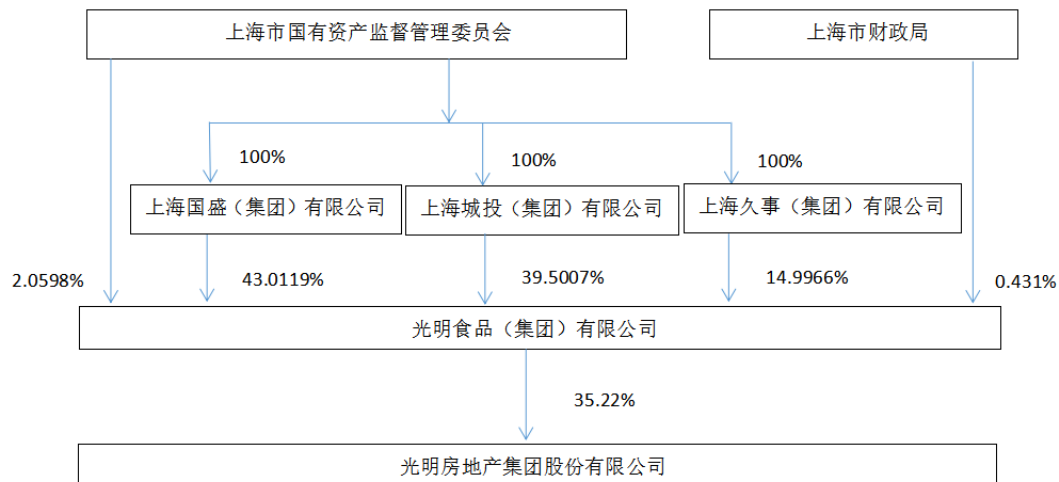 上海市国有资产监督管理委员会
上海市财政局
100%
100%
100%
上海国盛（集团）有限公司
上海城投（集团）有限公司
上海久事（集团）有限公司
2.0598%
43.0119%
39.5007%
14.9966%
0.431%
光明食品（集团）有限公司
35.22%
光明房地产集团股份有限公司